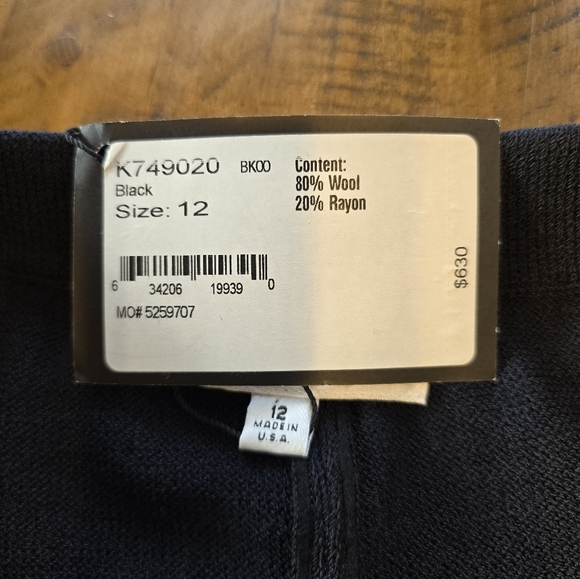 K749020 BK00
Black
Size: 12
Content:
80% Wool
20% Rayon
6 34206 19939 0
MO# 5259707
$630
12
MADE IN
U.S.A.